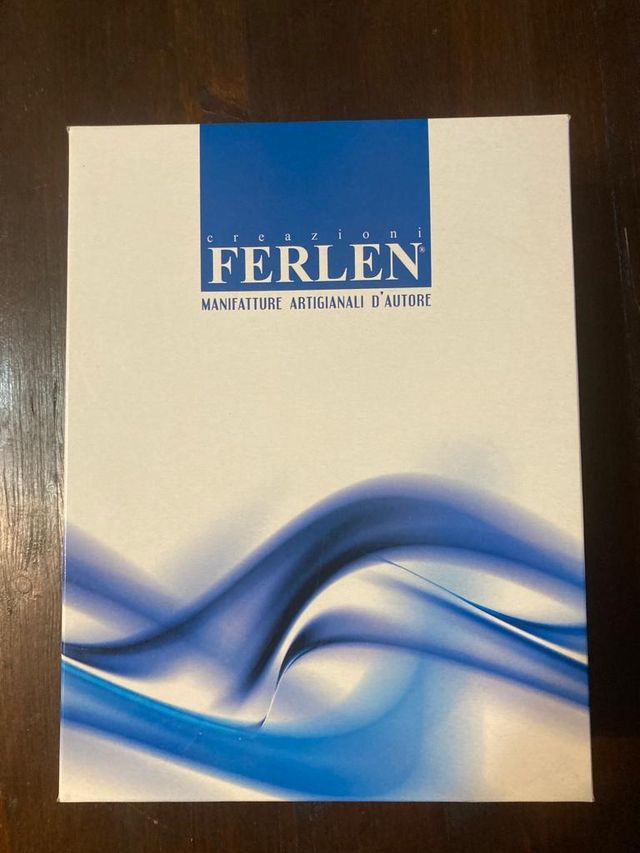 creazioni
FERLEN®
MANIFATTURE ARTIGIANALI D'AUTORE